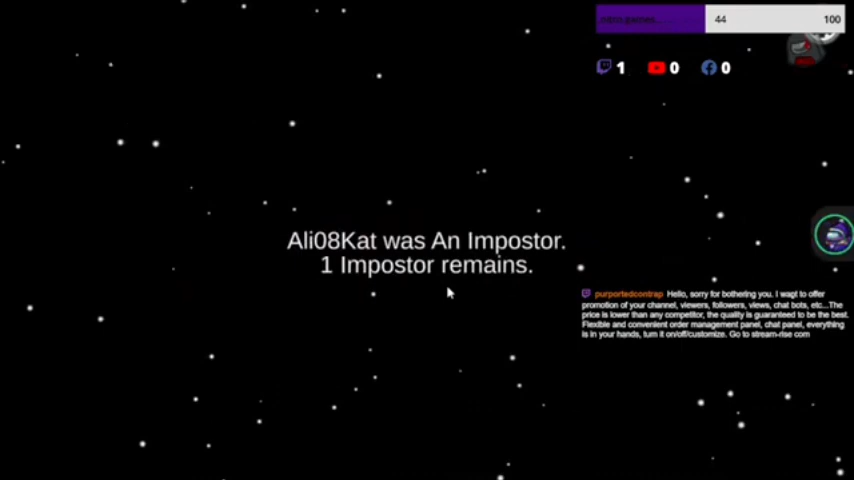 44
100
1
0
0
Ali08Kat was An Impostor.
1 Impostor remains.
purportedcontrap Hello, sorry for bothering you. I wagt to offer
promotion of your channel, viewers, followers, views, chat bots, etc...The
price is lower than any competitor, the quality is guaranteed to be the best.
Flexible and convenient order management panel, chat panel, everything
is in your hands, turn it on/off/customize. Go to stream-rise com